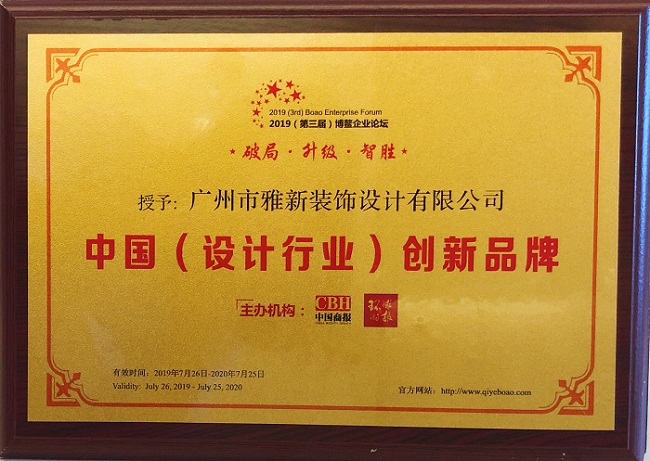 2019 (3rd) Boao Enterprise Forum
2019（第三届）博鳌企业论坛
破局·升级·智胜
授予：广州市雅新装饰设计有限公司
中国（设计行业）创新品牌
主办机构：
CBH
中国商报
有效时间：2019年7月26日-2020年7月25日
Validity: July 26, 2019 - July 25, 2020
官方网站：http://www.qiyeboao.com